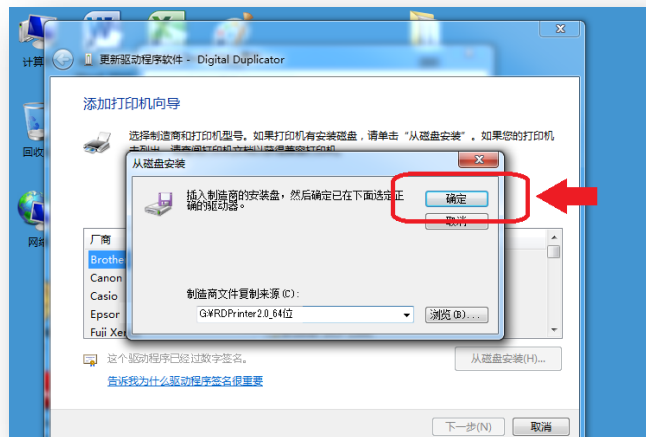 计算
更新驱动程序软件 - Digital Duplicator
添加打印机向导
选择制造商和打印机型号。如果打印机有安装磁盘，请单击“从磁盘安装”。如果您的打印机
回收
从磁盘安装
插入制造商的安装盘，然后确定已在下面选定正
确的驱动器。
确定
取消
网络
厂商
Brothe
Canon
Casio
Epsor
Fuji Xer
制造商文件复制来源(C):
G:¥RDPrinter2.0_64位
浏览(B)...
这个驱动程序已经过数字签名。
从磁盘安装(H)...
告诉我为什么驱动程序签名很重要
下一步(N)
取消